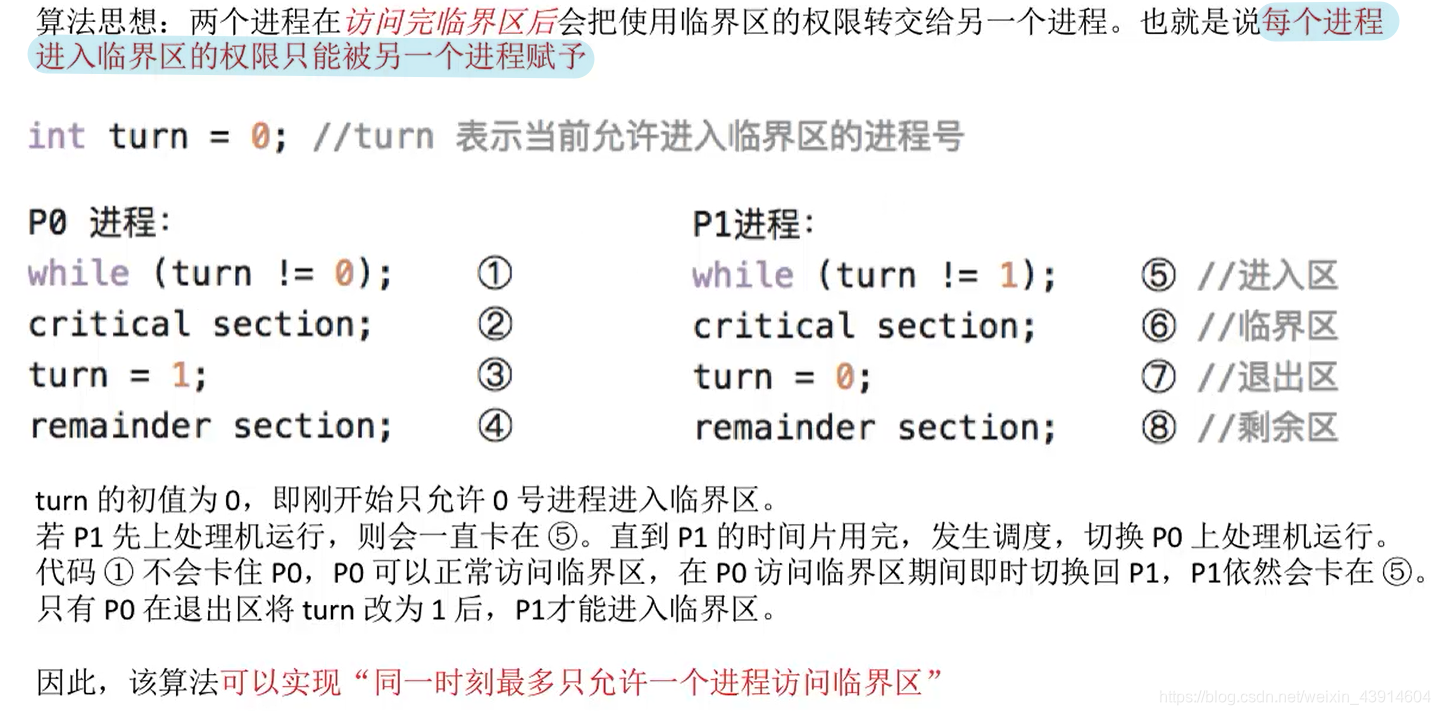 算法思想：两个进程在访问完临界区后会把使用临界区的权限转交给另一个进程。也就是说每个进程
进入临界区的权限只能被另一个进程赋予
int turn = 0; //turn 表示当前允许进入临界区的进程号
P0 进程： P1进程：
while (turn != 0); ① while (turn != 1); ⑤ //进入区
critical section; ② critical section; ⑥ //临界区
turn = 1; ③ turn = 0; ⑦ //退出区
remainder section; ④ remainder section; ⑧ //剩余区
turn 的初值为 0，即刚开始只允许 0 号进程进入临界区。
若 P1 先上处理机运行，则会一直卡在 ⑤。直到 P1 的时间片用完，发生调度，切换 P0 上处理机运行。
代码 ① 不会卡住 P0，P0 可以正常访问临界区，在 P0 访问临界区期间即时切换回 P1，P1依然会卡在 ⑤。
只有 P0 在退出区将 turn 改为 1 后，P1才能进入临界区。
因此，该算法可以实现“同一时刻最多只允许一个进程访问临界区”
https://blog.csdn.net/weixin_43914604